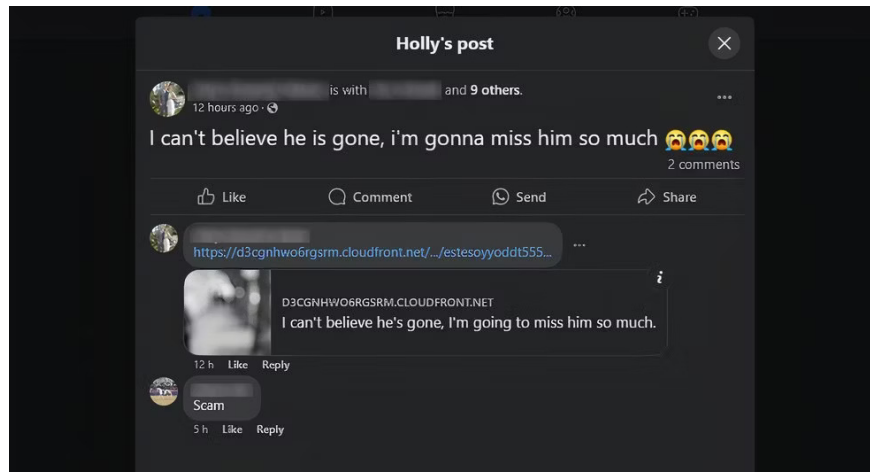 Holly's post
is with and 9 others.
12 hours ago ·
I can't believe he is gone, i'm gonna miss him so much 😭😭😭
2 comments
Like Comment Send Share
https://d3cgnhwo6rgsrm.cloudfront.net/.../estesoyyoddt555...
D3CGNHWO6RGSRM.CLOUDFRONT.NET
I can't believe he's gone, I'm going to miss him so much.
12 h Like Reply
Scam
5 h Like Reply